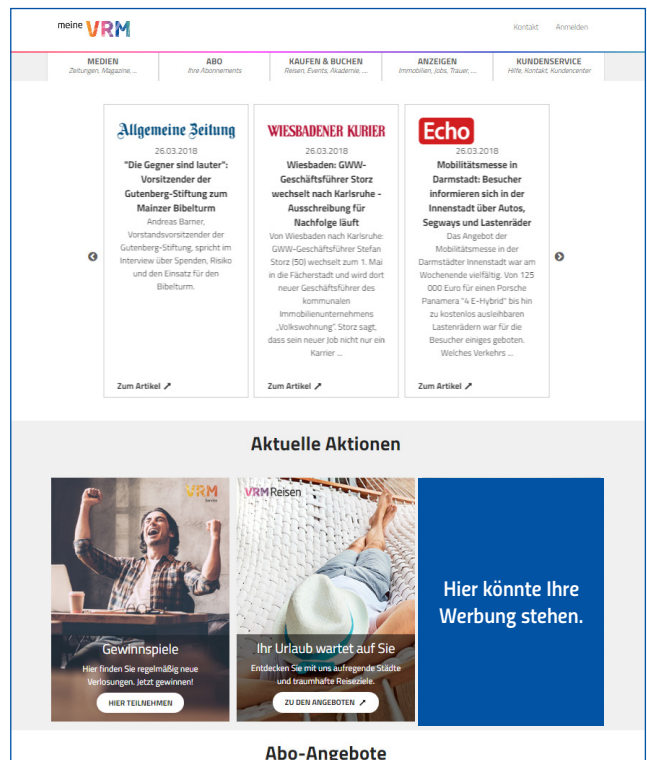 meine VRM
Kontakt Anmelden
MEDIEN
Zeitungen, Magazine, ...
ABO
Ihre Abonnements
KAUFEN & BUCHEN
Reisen, Events, Akademie, ...
ANZEIGEN
Immobilien, Jobs, Trauer, ...
KUNDENSERVICE
Hilfe, Kontakt, Kundencenter
Allgemeine Zeitung
26.03.2018
"Die Gegner sind lauter":
Vorsitzender der
Gutenberg-Stiftung zum
Mainzer Bibelturm
Andreas Barner,
Vorstandsvorsitzender der
Gutenberg-Stiftung, spricht im
Interview über Spenden, Risiko
und den Einsatz für den
Bibelturm.
Zum Artikel
WIESBADENER KURIER
26.03.2018
Wiesbaden: GWW-
Geschäftsführer Storz
wechselt nach Karlsruhe -
Ausschreibung für
Nachfolge läuft
Von Wiesbaden nach Karlsruhe:
GWW-Geschäftsführer Stefan
Storz (50) wechselt zum 1. Mai
in die Fächerstadt und wird dort
neuer Geschäftsführer des
kommunalen
Immobilienunternehmens
„Volkswohnung". Storz sagt,
dass sein neuer Job nicht nur ein
Karrier ...
Zum Artikel
Echo
26.03.2018
Mobilitätsmesse in
Darmstadt: Besucher
informieren sich in der
Innenstadt über Autos,
Segways und Lastenräder
Das Angebot der
Mobilitätsmesse in der
Darmstädter Innenstadt war am
Wochenende vielfältig. Von 125
000 Euro für einen Porsche
Panamera "4 E-Hybrid" bis hin
zu kostenlos ausleihbaren
Lastenrädern war für die
Besucher einiges geboten.
Welches Verkehrs ...
Zum Artikel
Aktuelle Aktionen
VRM
Gewinnspiele
Hier finden Sie regelmäßig neue
Verlosungen. Jetzt gewinnen!
HIER TEILNEHMEN
VRM Reisen
Ihr Urlaub wartet auf Sie
Entdecken Sie mit uns aufregende Städte
und traumhafte Reiseziele.
ZU DEN ANGEBOTEN
Hier könnte Ihre
Werbung stehen.
Abo-Angebote